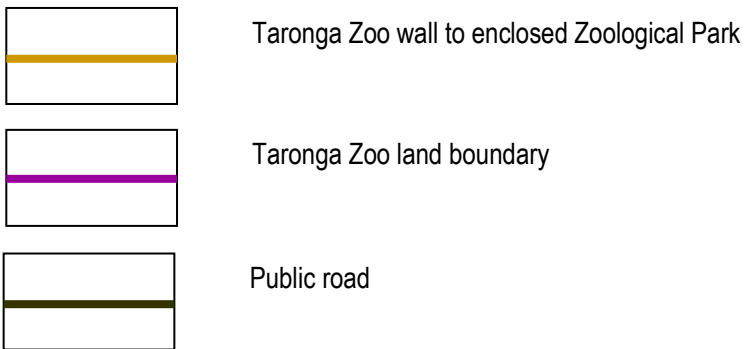 Taronga Zoo wall to enclosed Zoological Park
Taronga Zoo land boundary
Public road